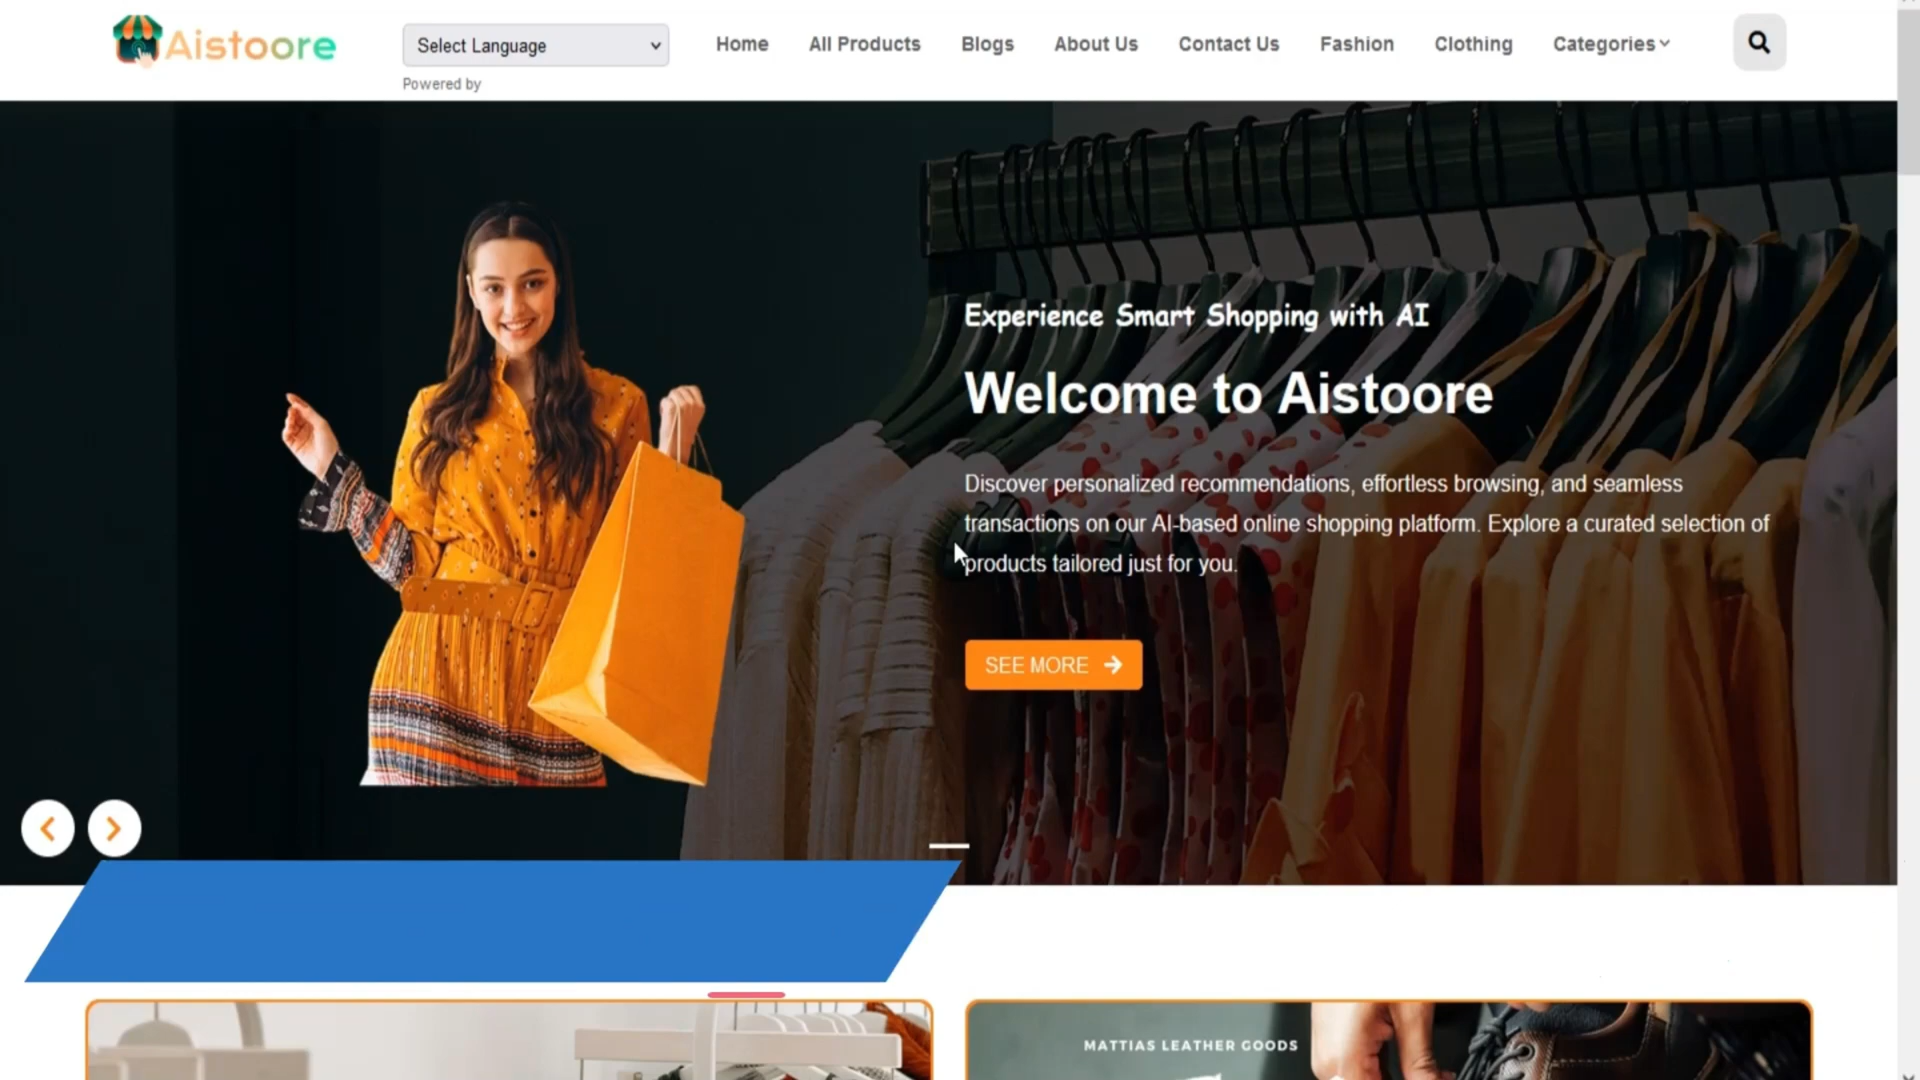 Aistoore
Select Language
Powered by
Home
All Products
Blogs
About Us
Contact Us
Fashion
Clothing
Categories
Experience Smart Shopping with AI
Welcome to Aistoore
Discover personalized recommendations, effortless browsing, and seamless
transactions on our AI-based online shopping platform. Explore a curated selection of
products tailored just for you.
SEE MORE
MATTIAS LEATHER GOODS